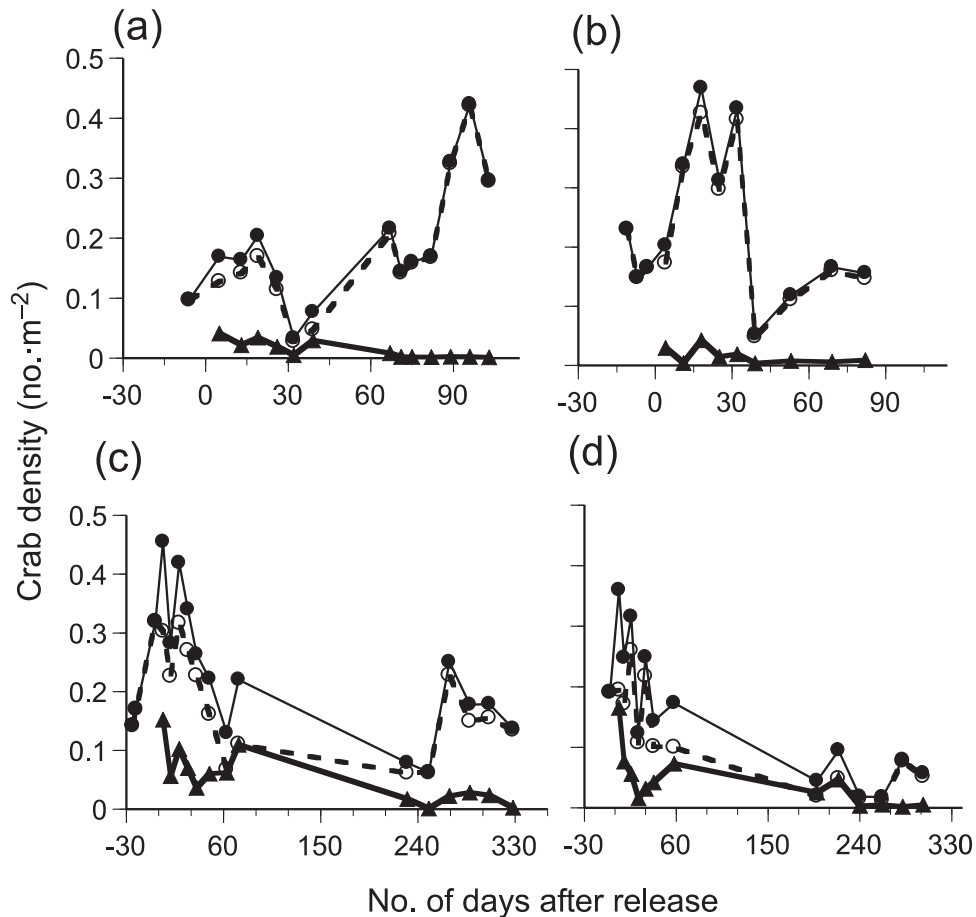 (a)
(b)
0.5
0.4
0.3
0.2
0.1
0
-30 0 30 60 90
-30 0 30 60 90
Crab density (no.·m⁻²)
(c)
(d)
0.5
0.4
0.3
0.2
0.1
0
-30 60 150 240 330
-30 60 150 240 330
No. of days after release